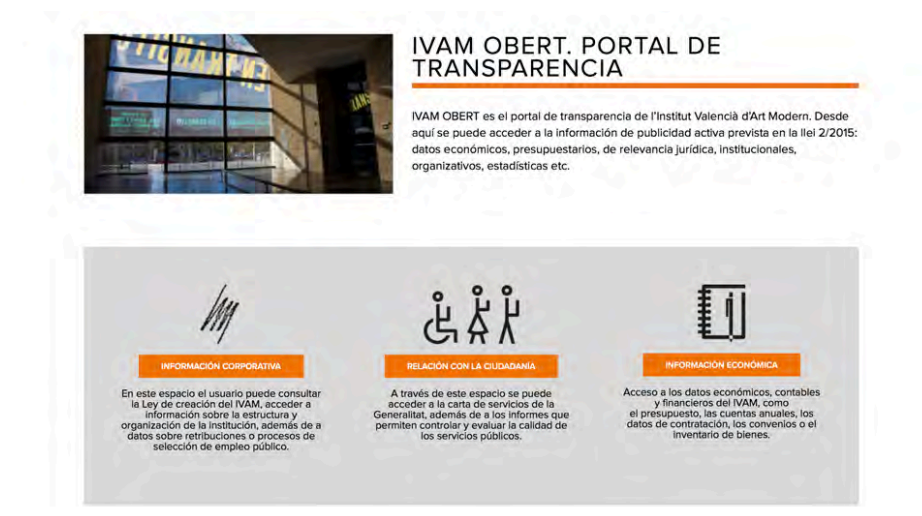 IVAM OBERT. PORTAL DE
TRANSPARENCIA
IVAM OBERT es el portal de transparencia de l'Institut Valencià d'Art Modern. Desde
aquí se puede acceder a la información de publicidad activa prevista en la llei 2/2015:
datos económicos, presupuestarios, de relevancia jurídica, institucionales,
organizativos, estadísticas etc.
INFORMACIÓN CORPORATIVA
En este espacio el usuario puede consultar
la Ley de creación del IVAM, acceder a
información sobre la estructura y
organización de la institución, además de a
datos sobre retribuciones o procesos de
selección de empleo público.
RELACIÓN CON LA CIUDADANÍA
A través de este espacio se puede
acceder a la carta de servicios de la
Generalitat, además de a los informes que
permiten controlar y evaluar la calidad de
los servicios públicos.
INFORMACIÓN ECONÓMICA
Acceso a los datos económicos, contables
y financieros del IVAM, como
el presupuesto, las cuentas anuales, los
datos de contratación, los convenios o el
inventario de bienes.